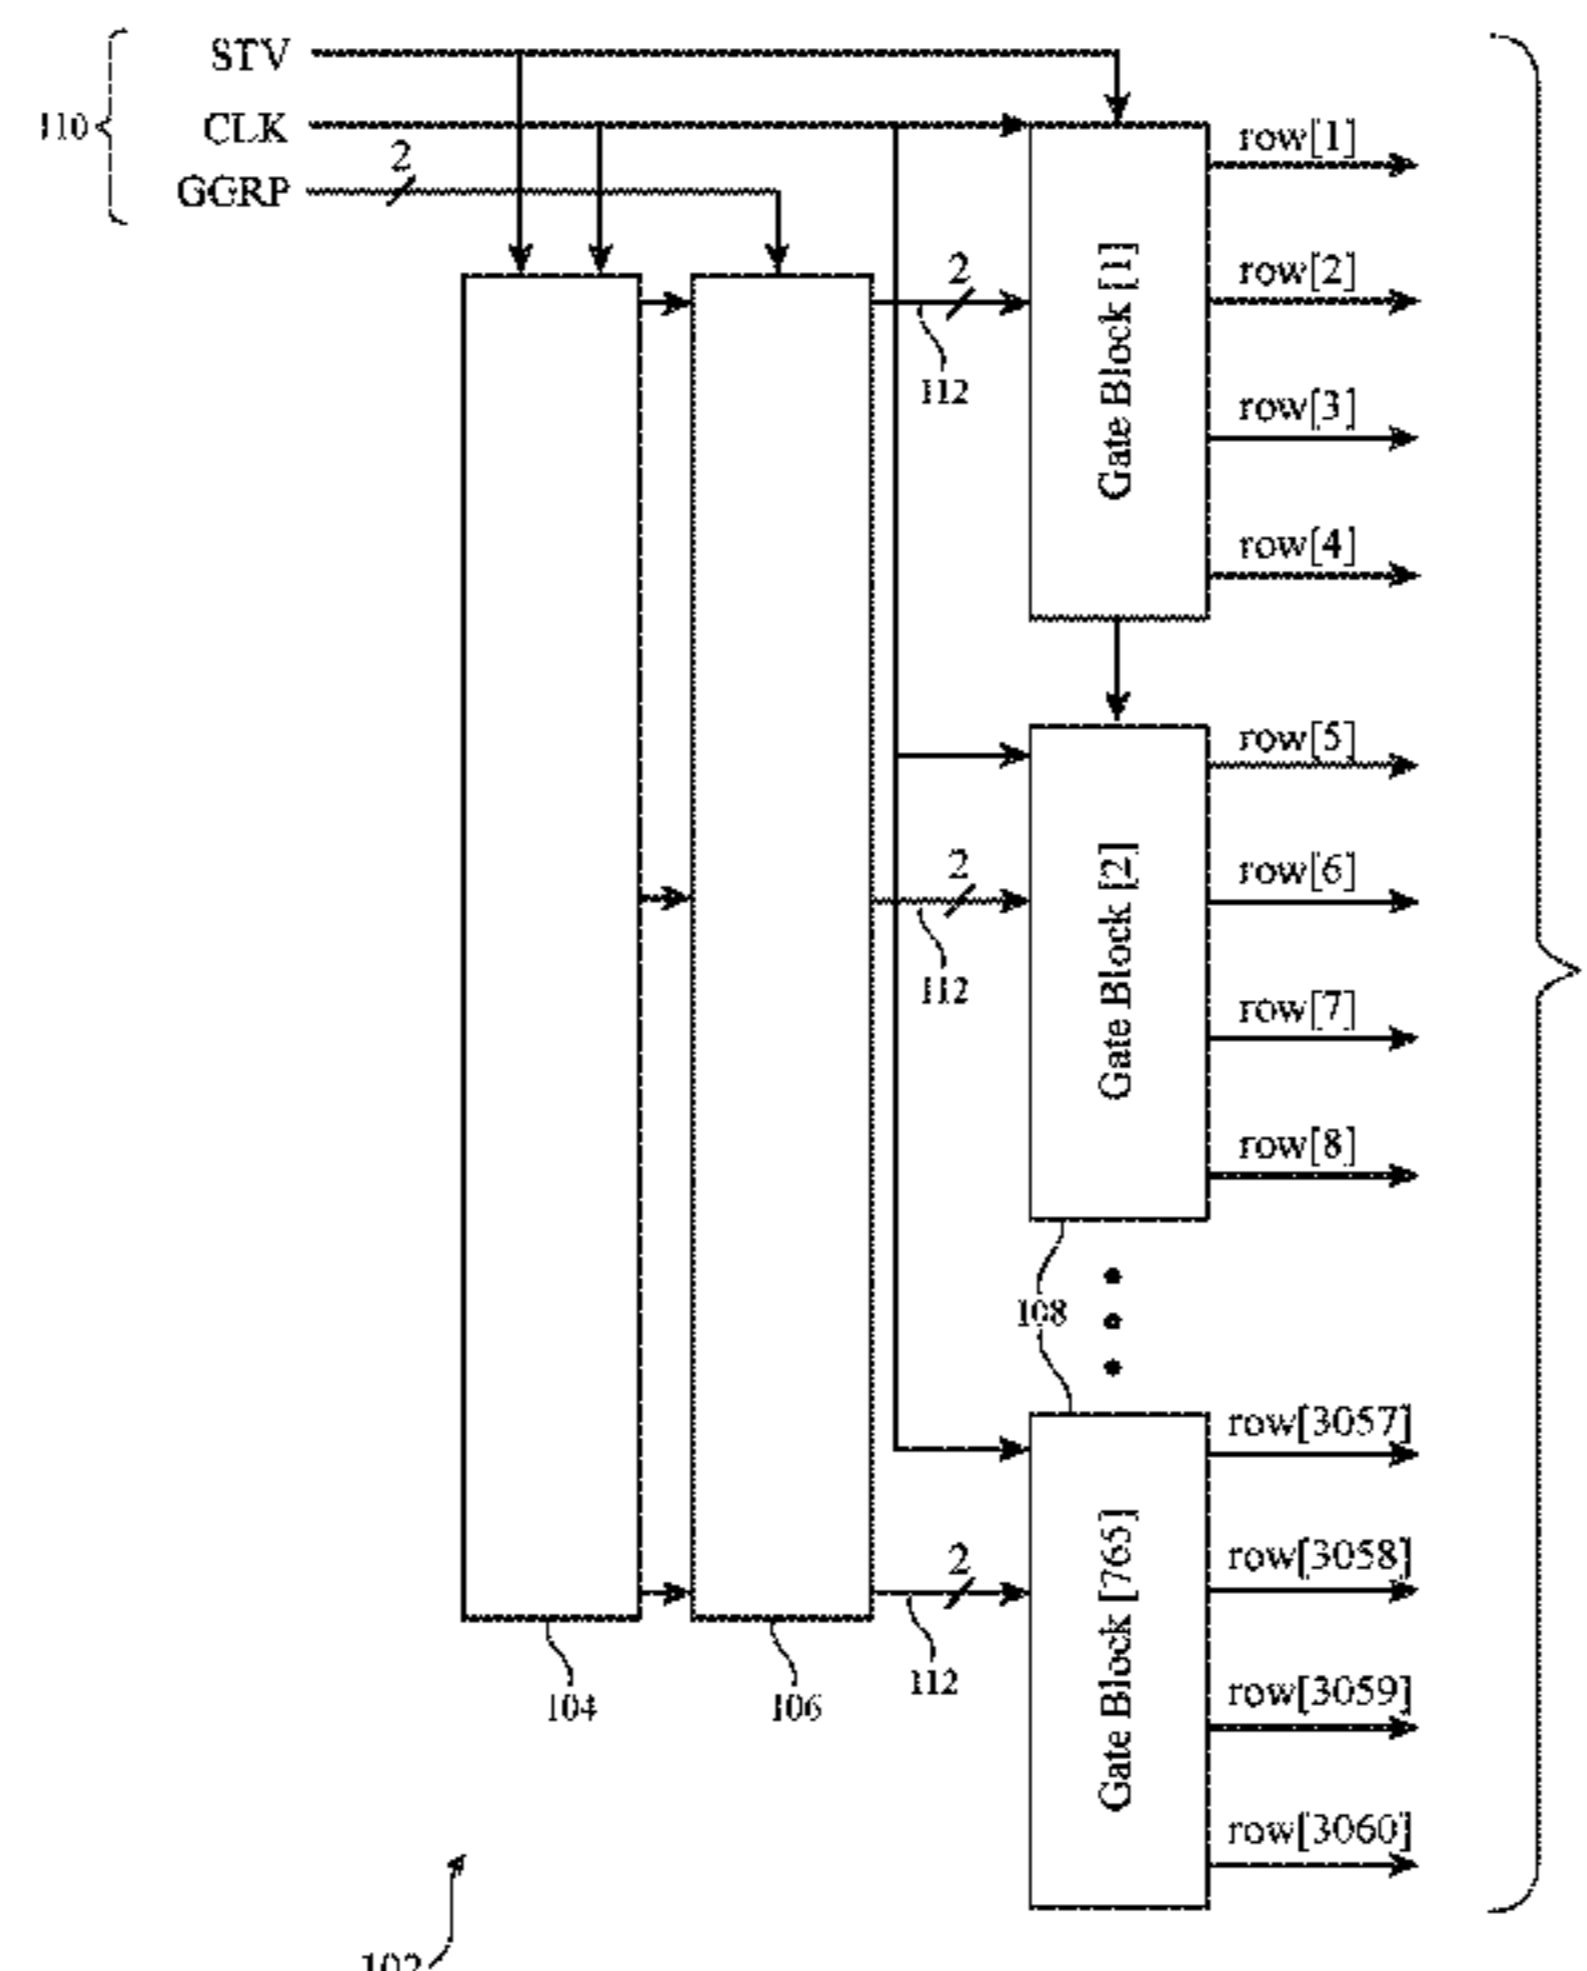 STV
110
CLK
2
GGRP
row[1]
2
row[2]
112
Gate Block [1]
row[3]
row[4]
row[5]
2
row[6]
112
Gate Block [2]
row[7]
row[8]
108
row[3057]
2
row[3058]
112
Gate Block [765]
104
106
row[3059]
row[3060]
102